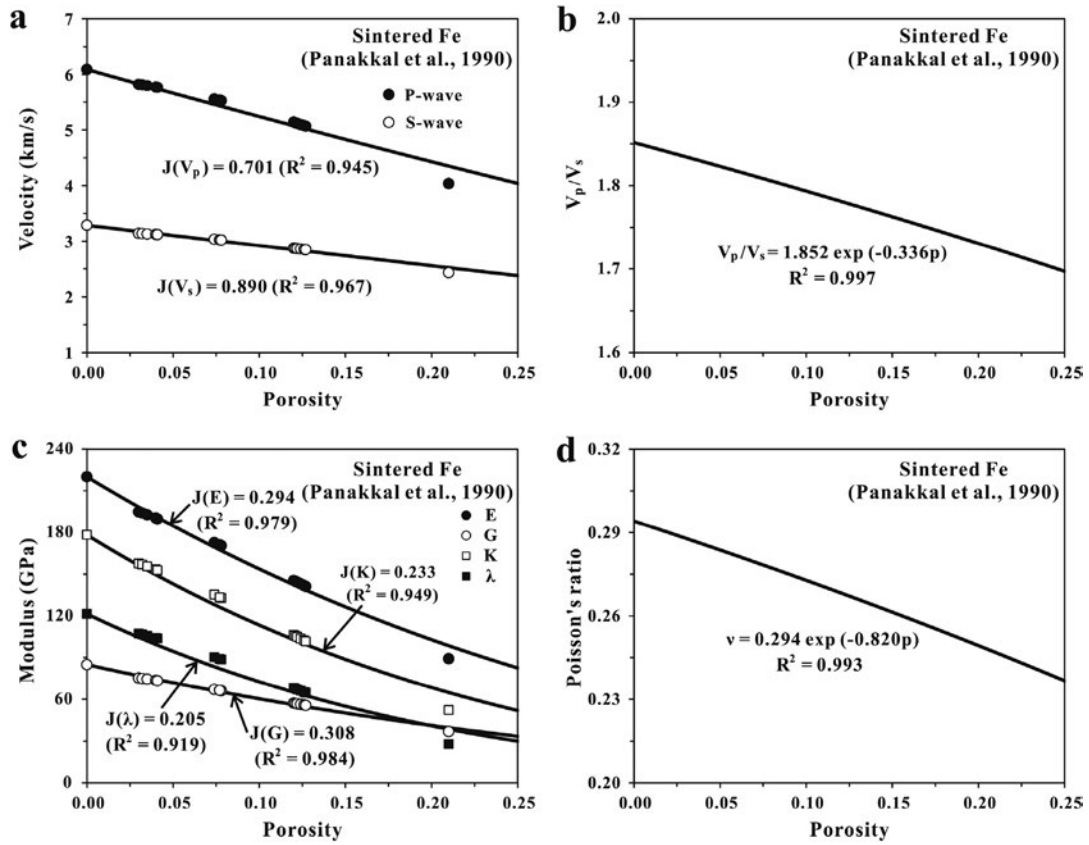 a
Sintered Fe
(Panakkal et al., 1990)
P-wave
S-wave
J(Vp) = 0.701 (R² = 0.945)
J(Vs) = 0.890 (R² = 0.967)
7
6
5
4
3
2
1
Velocity (km/s)
0.00 0.05 0.10 0.15 0.20 0.25
Porosity
b
Sintered Fe
(Panakkal et al., 1990)
Vp/Vs = 1.852 exp (-0.336p)
R² = 0.997
2.0
1.9
1.8
1.7
1.6
Vp/Vs
0.00 0.05 0.10 0.15 0.20 0.25
Porosity
c
Sintered Fe
(Panakkal et al., 1990)
E
G
K
λ
J(E) = 0.294
(R² = 0.979)
J(K) = 0.233
(R² = 0.949)
J(λ) = 0.205
(R² = 0.919)
J(G) = 0.308
(R² = 0.984)
240
180
120
60
0
Modulus (GPa)
0.00 0.05 0.10 0.15 0.20 0.25
Porosity
d
Sintered Fe
(Panakkal et al., 1990)
ν = 0.294 exp (-0.820p)
R² = 0.993
0.32
0.29
0.26
0.23
0.20
Poisson's ratio
0.00 0.05 0.10 0.15 0.20 0.25
Porosity